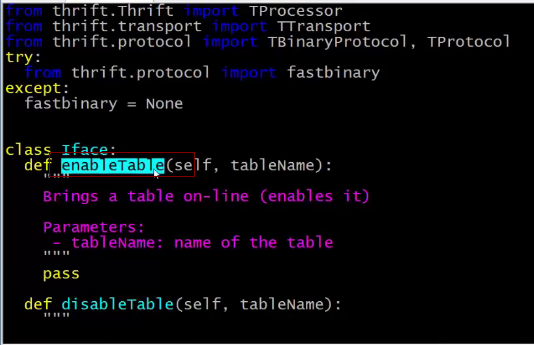 from thrift.Thrift import TProcessor
from thrift.transport import TTransport
from thrift.protocol import TBinaryProtocol, TProtocol
try:
  from thrift.protocol import fastbinary
except:
  fastbinary = None
class Iface:
  def enableTable(self, tableName):
    """
    Brings a table on-line (enables it)
    Parameters:
     - tableName: name of the table
    """
    pass
  def disableTable(self, tableName):
    """